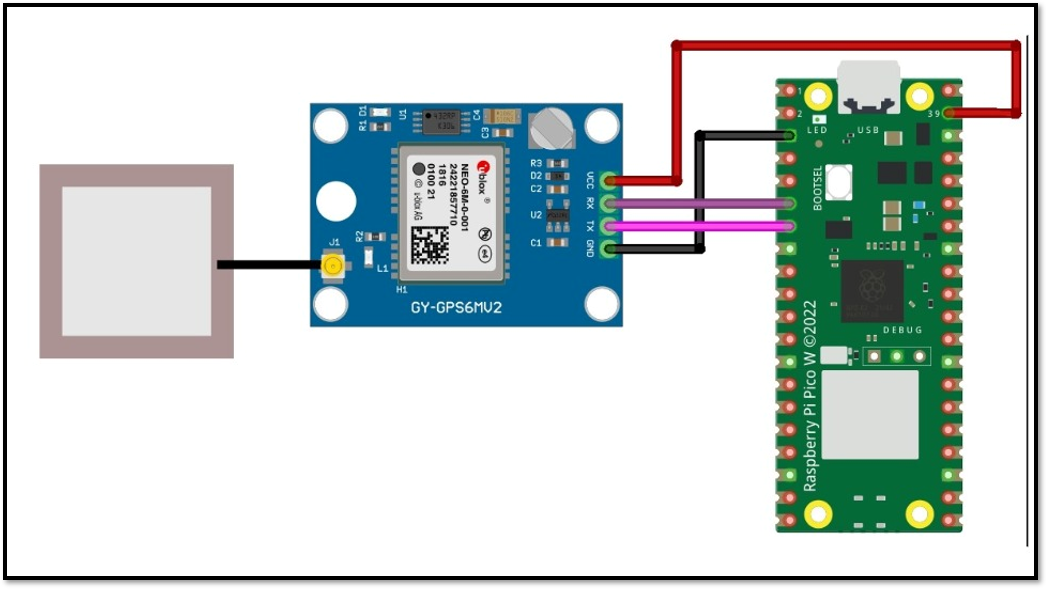 D1
R1
U1
C4
C3
1
2
39
LED
USB
BOOTSEL
R3
D2
C2
U2
C1
VCC
RX
TX
GND
ublox ®
NEO-6M-0-001
24221857710
1816
0100 21
© u-blox AG
R2
J1
L1
H1
GY-GPS6MV2
DEBUG
Raspberry Pi Pico W ©2022